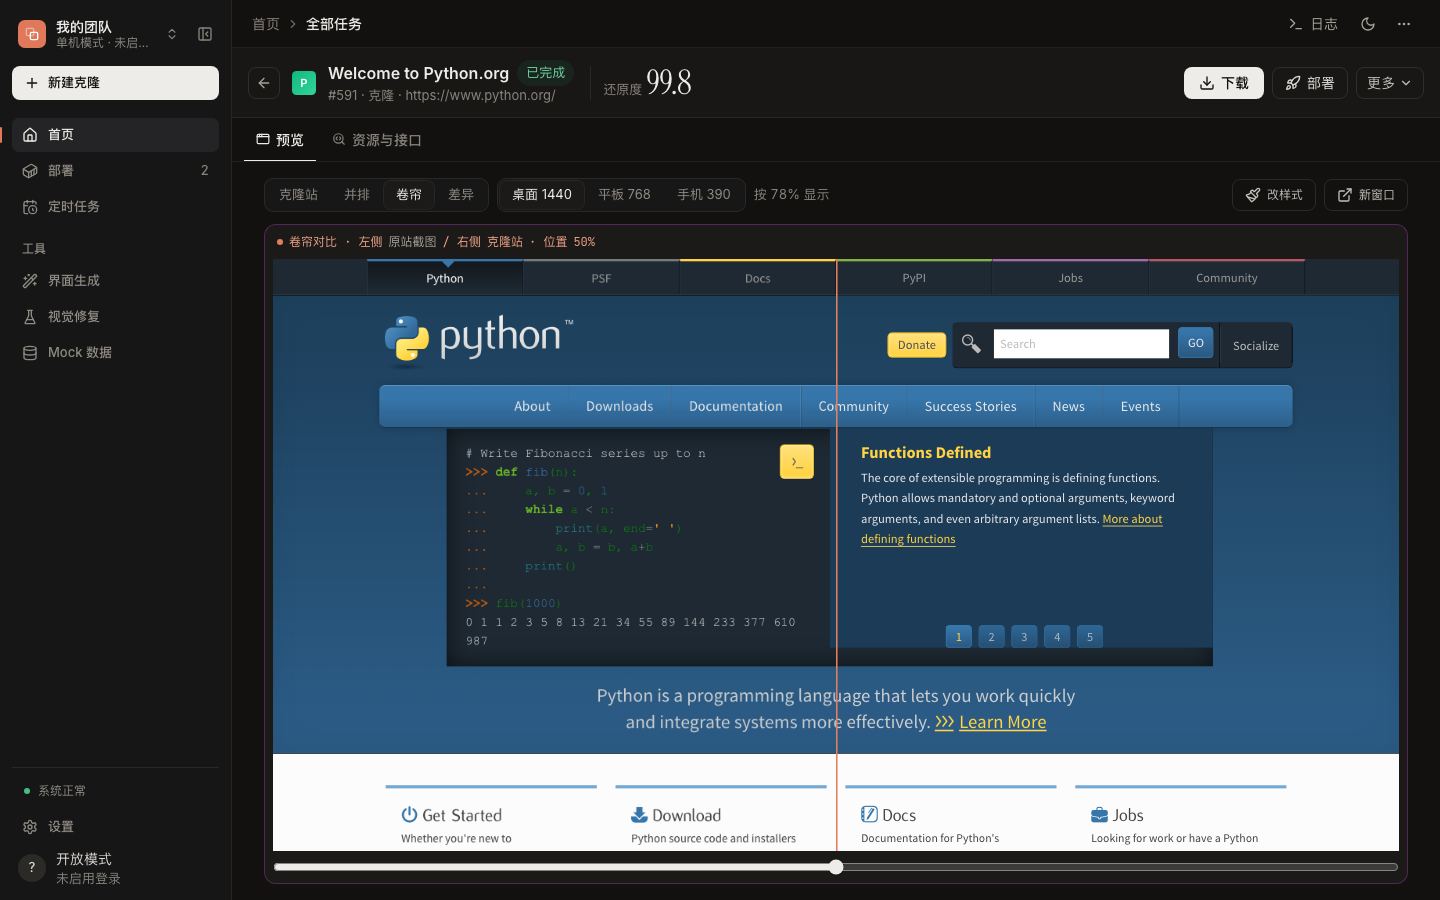 我的团队
单机模式 · 未启...
新建克隆
首页
部署 2
定时任务
工具
界面生成
视觉修复
Mock 数据
系统正常
设置
? 开放模式
未启用登录
首页 > 全部任务
日志
P Welcome to Python.org 已完成
#591 · 克隆 · https://www.python.org/
还原度 99.8
下载 部署 更多
预览 资源与接口
克隆站 并排 卷帘 差异 桌面 1440 平板 768 手机 390 按 78% 显示
改样式 新窗口
卷帘对比 · 左侧 原站截图 / 右侧 克隆站 · 位置 50%
Python PSF Docs PyPI Jobs Community
python™
Donate Search GO Socialize
About Downloads Documentation Community Success Stories News Events
# Write Fibonacci series up to n
>>> def fib(n):
... a, b = 0, 1
... while a < n:
... print(a, end=' ')
... a, b = b, a+b
... print()
...
>>> fib(1000)
0 1 1 2 3 5 8 13 21 34 55 89 144 233 377 610
987
>_
Functions Defined
The core of extensible programming is defining functions.
Python allows mandatory and optional arguments, keyword
arguments, and even arbitrary argument lists. More about
defining functions
1 2 3 4 5
Python is a programming language that lets you work quickly
and integrate systems more effectively. >>> Learn More
Get Started
Whether you're new to
Download
Python source code and installers
Docs
Documentation for Python's
Jobs
Looking for work or have a Python